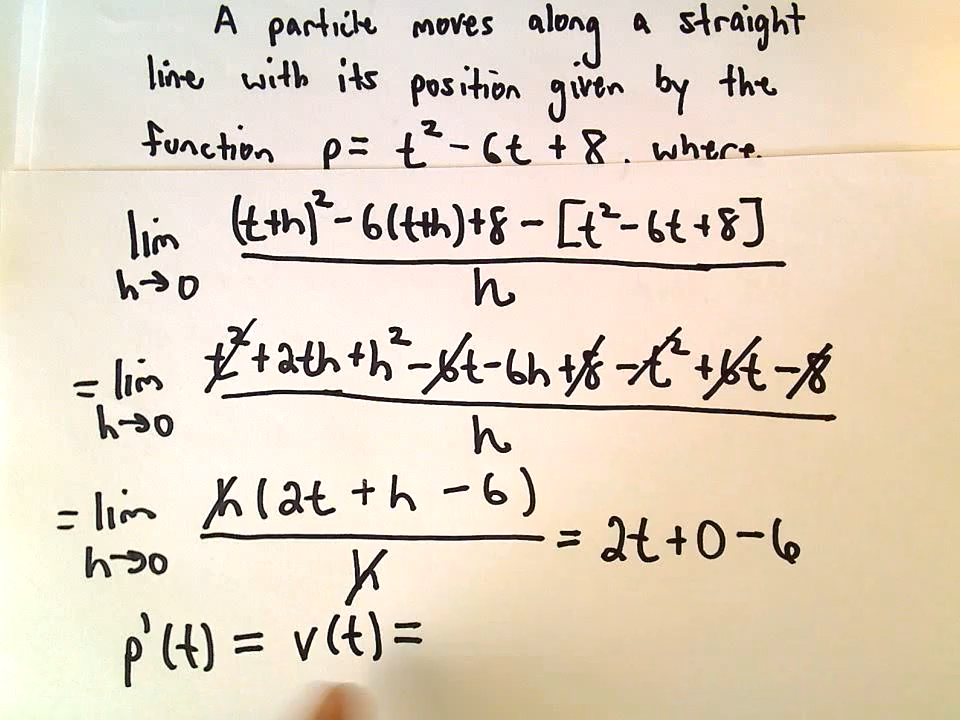 A particle moves along a straight
line with its position given by the
function p = t² - 6t + 8, where
lim h→0 (t+h)² - 6(t+h) + 8 - [t² - 6t + 8] / h
= lim h→0 t² + 2th + h² - 6t - 6h + 8 - t² + 6t - 8 / h
= lim h→0 h(2t + h - 6) / h = 2t + 0 - 6
p'(t) = v(t) =